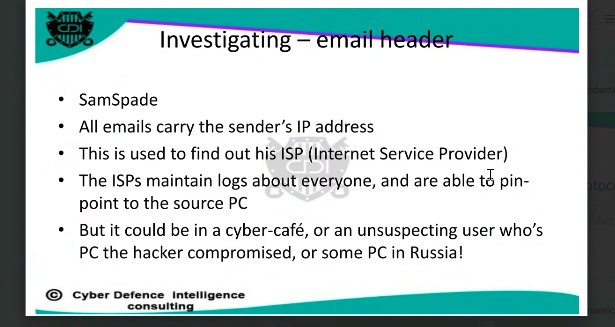 CDI
Investigating – email header
• SamSpade
• All emails carry the sender's IP address
• This is used to find out his ISP (Internet Service Provider)
• The ISPs maintain logs about everyone, and are able to pin-
point to the source PC
• But it could be in a cyber-café, or an unsuspecting user who's
PC the hacker compromised, or some PC in Russia!
© Cyber Defence Intelligence
consulting